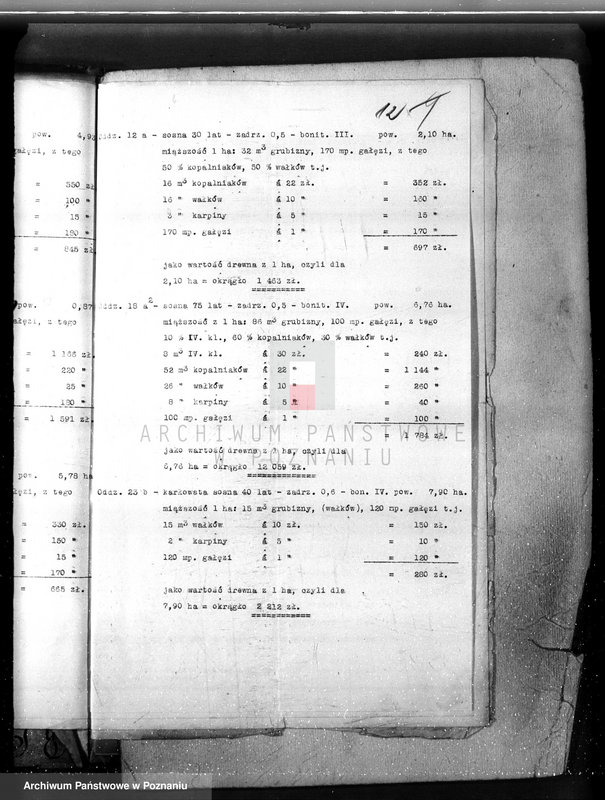 12
pow. 4,93
gałęzi, z tego
= 350 zł
= 100 "
= 15 "
= 180 "
= 845 zł
pow. 0,87
gałęzi, z tego
= 1 166 zł.
= 220 "
= 25 "
= 180 "
= 1 591 zł.
pow. 5,78 ha
gałęzi, z tego
= 330 zł.
= 150 "
= 15 "
= 170 "
= 665 zł.
Oddz. 12 a - sosna 30 lat - zadrz. 0,5 - bonit. III. pow. 2,10 ha.
miąższość 1 ha: 32 m³ grubizny, 170 mp. gałęzi, z tego
50 % kopalniaków, 50 % wałków t.j.
16 m³ kopalniaków á 22 zł. = 352 zł.
16 " wałków á 10 " = 160 "
3 " karpiny á 5 " = 15 "
170 mp. gałęzi á 1 " = 170 "
= 697 zł.
jako wartość drewna z 1 ha, czyli dla
2,10 ha = okrągło 1 463 zł.
Oddz. 18 a² - sosna 75 lat - zadrz. 0,5 - bonit. IV. pow. 6,76 ha.
miąższość z 1 ha: 86 m³ grubizny, 100 mp. gałęzi, z tego
10 % IV. kl., 60 % kopalniaków, 30 % wałków t.j.
8 m³ IV. kl. á 30 zł. = 240 zł.
52 m³ kopalniaków á 22 " = 1 144 "
26 " wałków á 10 " = 260 "
8 " karpiny á 5 " = 40 "
100 mp. gałęzi á 1 " = 100 "
= 1 784 zł.
jako wartość drewna z 1 ha, czyli dla
6,76 ha = okrągło 12 059 zł.
Oddz. 23 b - karłowata sosna 40 lat - zadrz. 0,6 - bon. IV. pow. 7,90 ha.
miąższość 1 ha: 15 m³ grubizny, (wałków), 120 mp. gałęzi t.j.
15 m³ wałków á 10 zł. = 150 zł.
2 " karpiny á 5 " = 10 "
120 mp. gałęzi á 1 " = 120 "
= 280 zł.
jako wartość drewna z 1 ha, czyli dla
7,90 ha = okrągło 2 212 zł.
ARCHIWUM PAŃSTWOWE
W POZNANIU
Archiwum Państwowe w Poznaniu